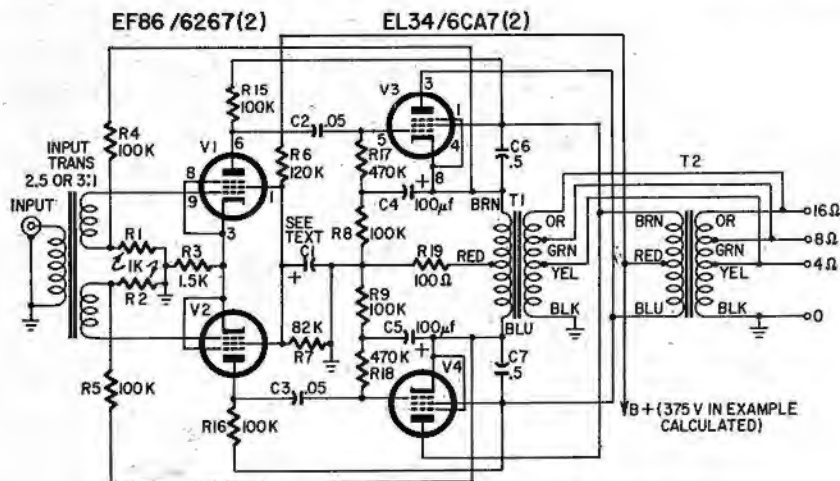 EF86 /6267(2)
EL34/6CA7(2)
R15
100K
V3
3
1
C2 .05
5
4
8
R4
100K
V1
6
8
9
1
3
R6
120K
R17
470K
C6
.5
T2
INPUT
TRANS
2.5 OR 3:1
INPUT
C4
100μf
+
BRN
T1
OR
GRN
YEL
BLK
BRN
RED
BLU
OR
GRN
YEL
BLK
16Ω
8Ω
4Ω
0
R1
1K
R2
R3
1.5K
SEE
TEXT
C1
+
R8
100K
R19
100Ω
RED
R9
100K
V2
82K
R7
C5
100μf
+
BLU
C7
.5
470K
R18
V4
R5
100K
C3 .05
R16
100K
B+(375 V IN EXAMPLE
CALCULATED)